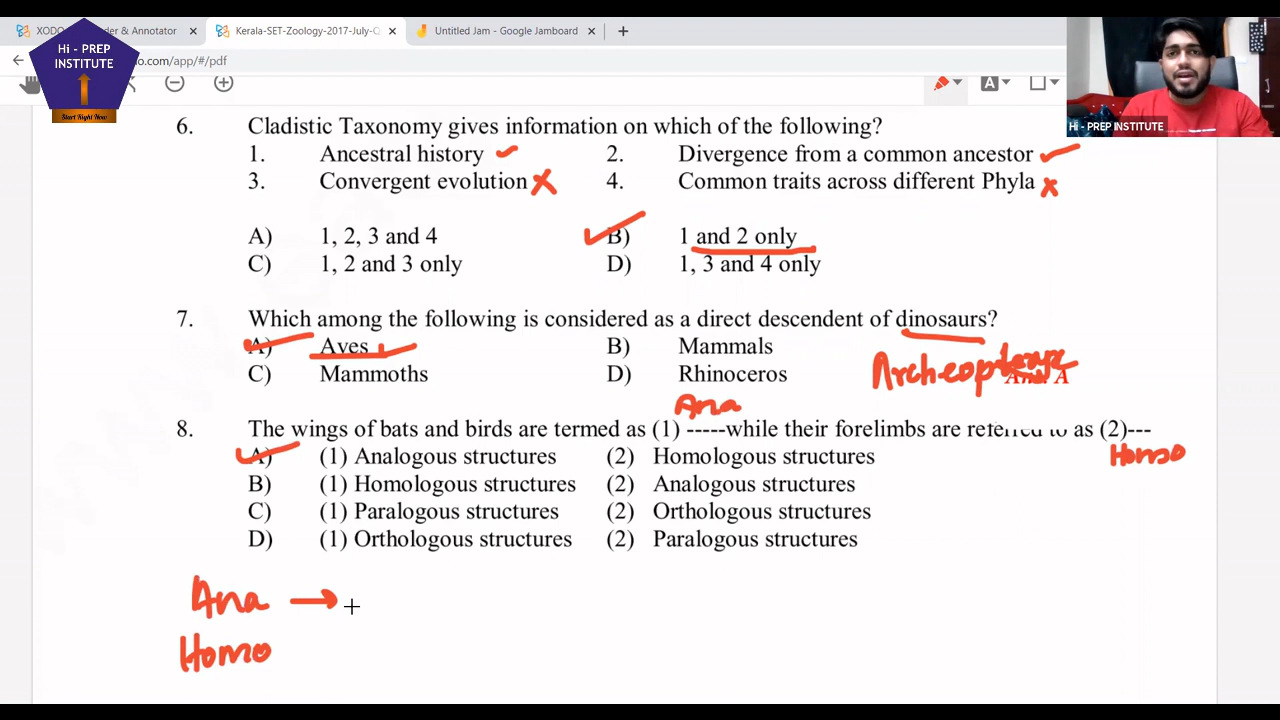 XODO
der & Annotator
Kerala-SET-Zoology-2017-July-Q
Untitled Jam - Google Jamboard
Hi - PREP
INSTITUTE
Start Right Now
o.com/app/#/pdf
A
Hi - PREP INSTITUTE
6. Cladistic Taxonomy gives information on which of the following?
1. Ancestral history 2. Divergence from a common ancestor
3. Convergent evolution 4. Common traits across different Phyla
A) 1, 2, 3 and 4 B) 1 and 2 only
C) 1, 2 and 3 only D) 1, 3 and 4 only
7. Which among the following is considered as a direct descendent of dinosaurs?
A) Aves B) Mammals
C) Mammoths D) Rhinoceros
Ana
8. The wings of bats and birds are termed as (1) -----while their forelimbs are referred to as (2)---
Homo
A) (1) Analogous structures (2) Homologous structures
B) (1) Homologous structures (2) Analogous structures
C) (1) Paralogous structures (2) Orthologous structures
D) (1) Orthologous structures (2) Paralogous structures
Ana →
Homo